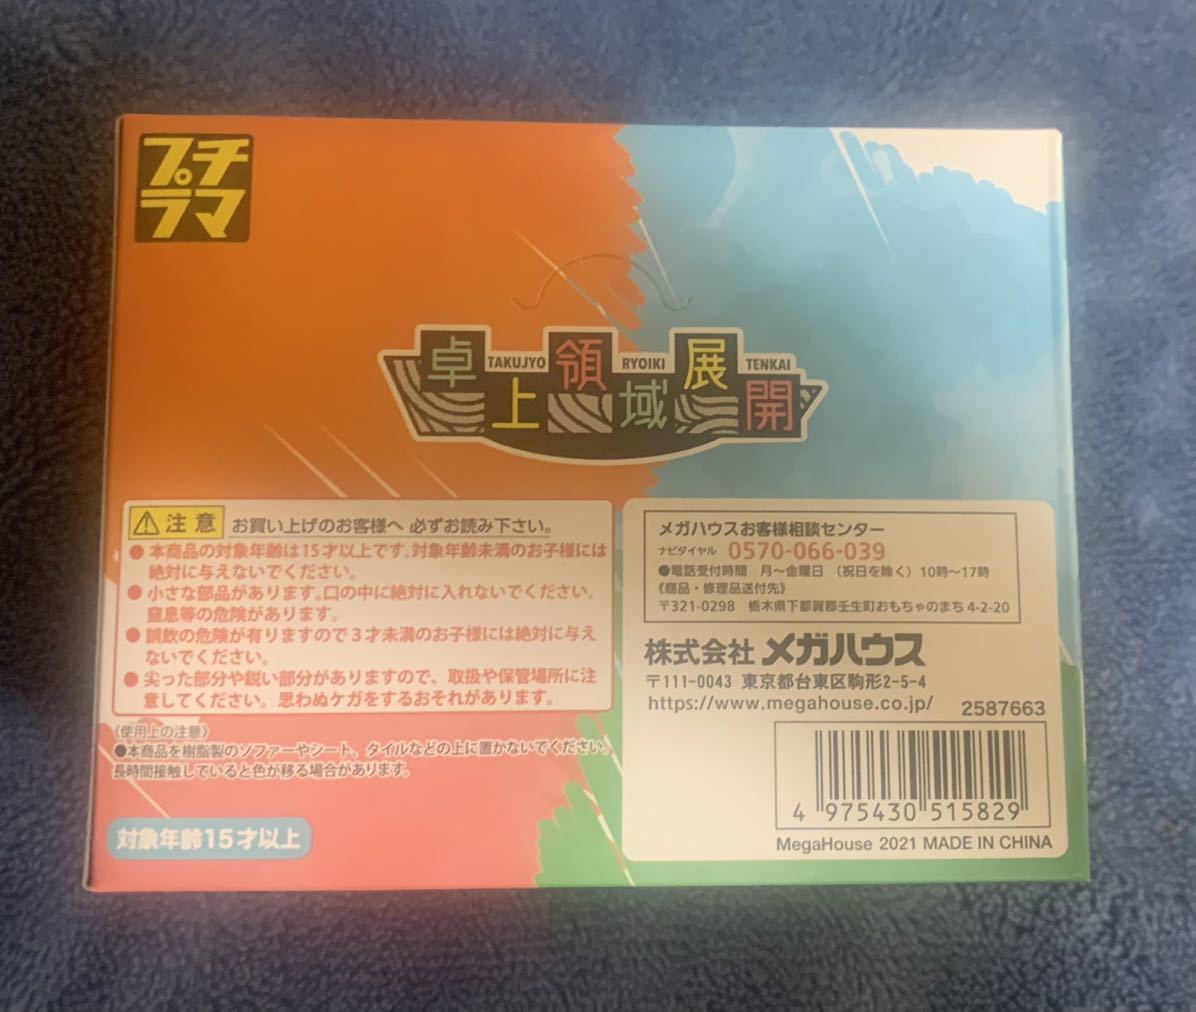 プチ
ラマ
卓上領域展開
TAKUJYO RYOIKI TENKAI
⚠注意 お買い上げのお客様へ 必ずお読み下さい。
●本商品の対象年齢は15才以上です。対象年齢未満のお子様には
絶対に与えないでください。
●小さな部品があります。口の中に絶対に入れないでください。
窒息等の危険があります。
●誤飲の危険が有りますので3才未満のお子様には絶対に与え
ないでください。
●尖った部分や鋭い部分がありますので、取扱や保管場所に注
意してください。思わぬケガをするおそれがあります。
〈使用上の注意〉
●本商品を樹脂製のソファーやシート、タイルなどの上に置かないでください。
長時間接触していると色が移る場合があります。
対象年齢15才以上
メガハウスお客様相談センター
ナビダイヤル 0570-066-039
●電話受付時間 月〜金曜日 （祝日を除く）10時〜17時
《商品・修理品送付先》
〒321-0298 栃木県下都賀郡壬生町おもちゃのまち4-2-20
株式会社 メガハウス
〒111-0043 東京都台東区駒形2-5-4
https://www.megahouse.co.jp/
2587663
4 975430 515829
MegaHouse 2021 MADE IN CHINA